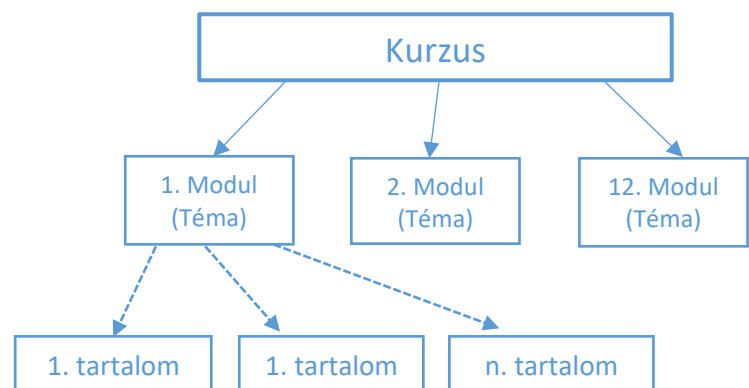 Kurzus
1. Modul
(Téma)
2. Modul
(Téma)
12. Modul
(Téma)
1. tartalom
1. tartalom
n. tartalom